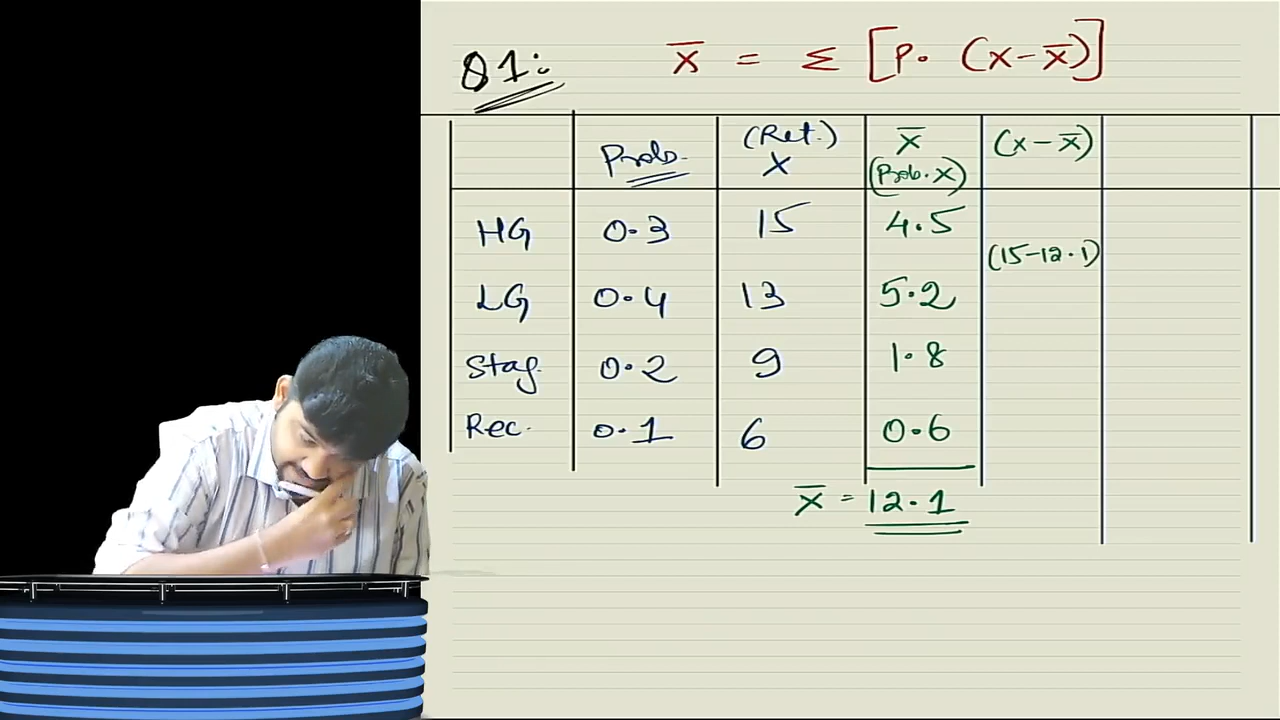 Q1: X̅ = Σ [P. (X-X̅)]
Prob. (Ret.) X X̅ (Prob.X) (X-X̅)
HG 0.3 15 4.5
(15-12.1)
LG 0.4 13 5.2
Stag. 0.2 9 1.8
Rec. 0.1 6 0.6
X̅ = 12.1